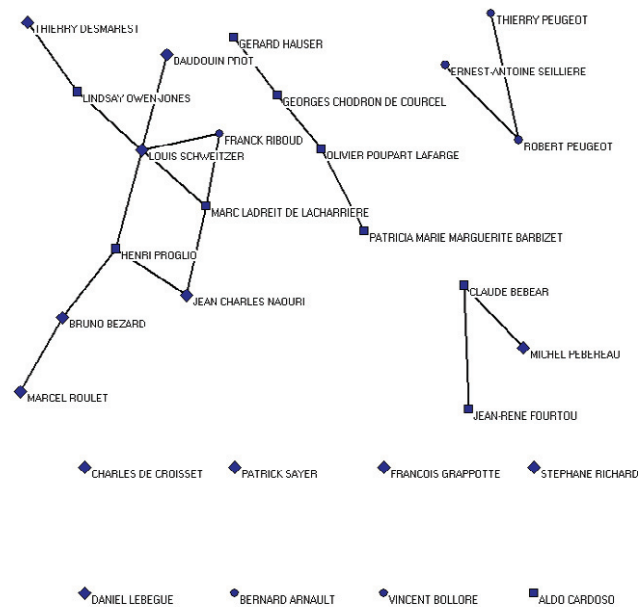 THIERRY DESMAREST
THIERRY PEUGEOT
GERARD HAUSER
BAUDOUIN PROT
ERNEST-ANTOINE SEILLIERE
LINDSAY OWEN-JONES
GEORGES CHODRON DE COURCEL
FRANCK RIBOUD
ROBERT PEUGEOT
LOUIS SCHWEITZER
OLIVIER POUPART LAFARGE
MARC LADREIT DE LACHARRIERE
PATRICIA MARIE MARGUERITE BARBIZET
HENRI PROGLIO
CLAUDE BEBEAR
JEAN CHARLES NAOURI
BRUNO BEZARD
MICHEL PEBEREAU
MARCEL ROULET
JEAN-RENE FOURTOU
CHARLES DE CROISSET
PATRICK SAYER
FRANCOIS GRAPPOTTE
STEPHANE RICHARD
DANIEL LEBEGUE
BERNARD ARNAULT
VINCENT BOLLORE
ALDO CARDOSO